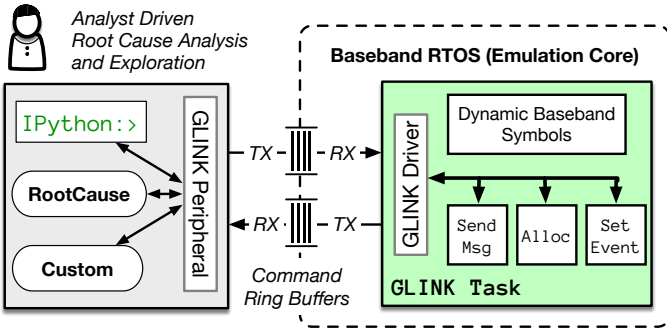 Analyst Driven
Root Cause Analysis
and Exploration
Baseband RTOS (Emulation Core)
IPython:>
RootCause
Custom
GLINK Peripheral
TX
RX
RX
TX
Command
Ring Buffers
GLINK Driver
Dynamic Baseband
Symbols
Send
Msg
Alloc
Set
Event
GLINK Task